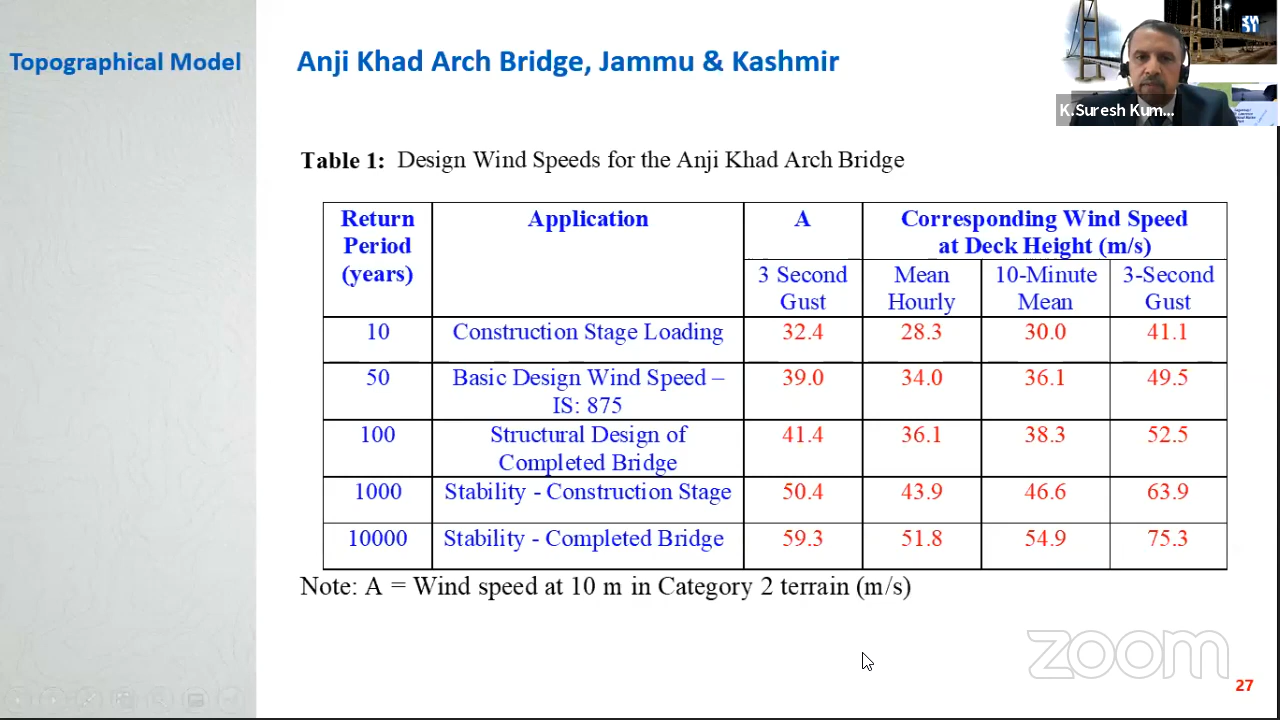 Topographical Model
Anji Khad Arch Bridge, Jammu & Kashmir
K.Suresh Kum...
Table 1: Design Wind Speeds for the Anji Khad Arch Bridge
Return Period (years) Application A Corresponding Wind Speed at Deck Height (m/s)
3 Second Gust Mean Hourly 10-Minute Mean 3-Second Gust
10 Construction Stage Loading 32.4 28.3 30.0 41.1
50 Basic Design Wind Speed – IS: 875 39.0 34.0 36.1 49.5
100 Structural Design of Completed Bridge 41.4 36.1 38.3 52.5
1000 Stability - Construction Stage 50.4 43.9 46.6 63.9
10000 Stability - Completed Bridge 59.3 51.8 54.9 75.3
Note: A = Wind speed at 10 m in Category 2 terrain (m/s)
zoom
27